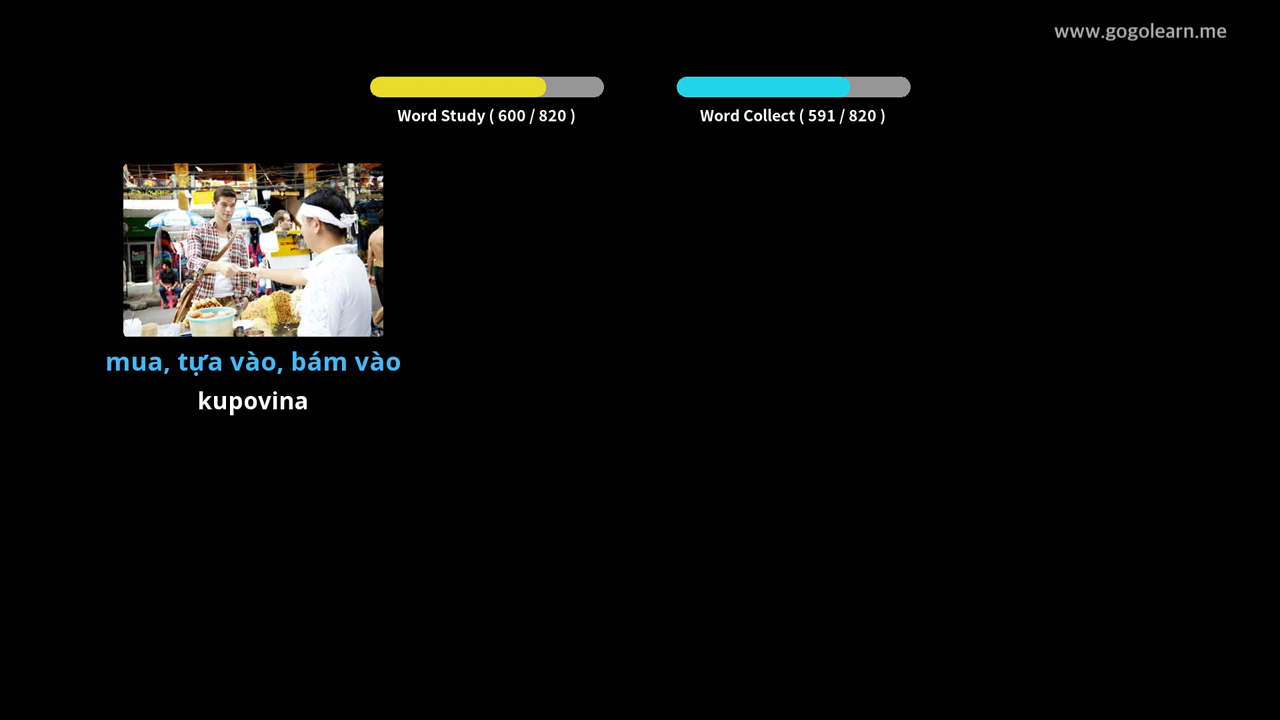 www.gogolearn.me
Word Study ( 600 / 820 )
Word Collect ( 591 / 820 )
mua, tựa vào, bám vào
kupovina